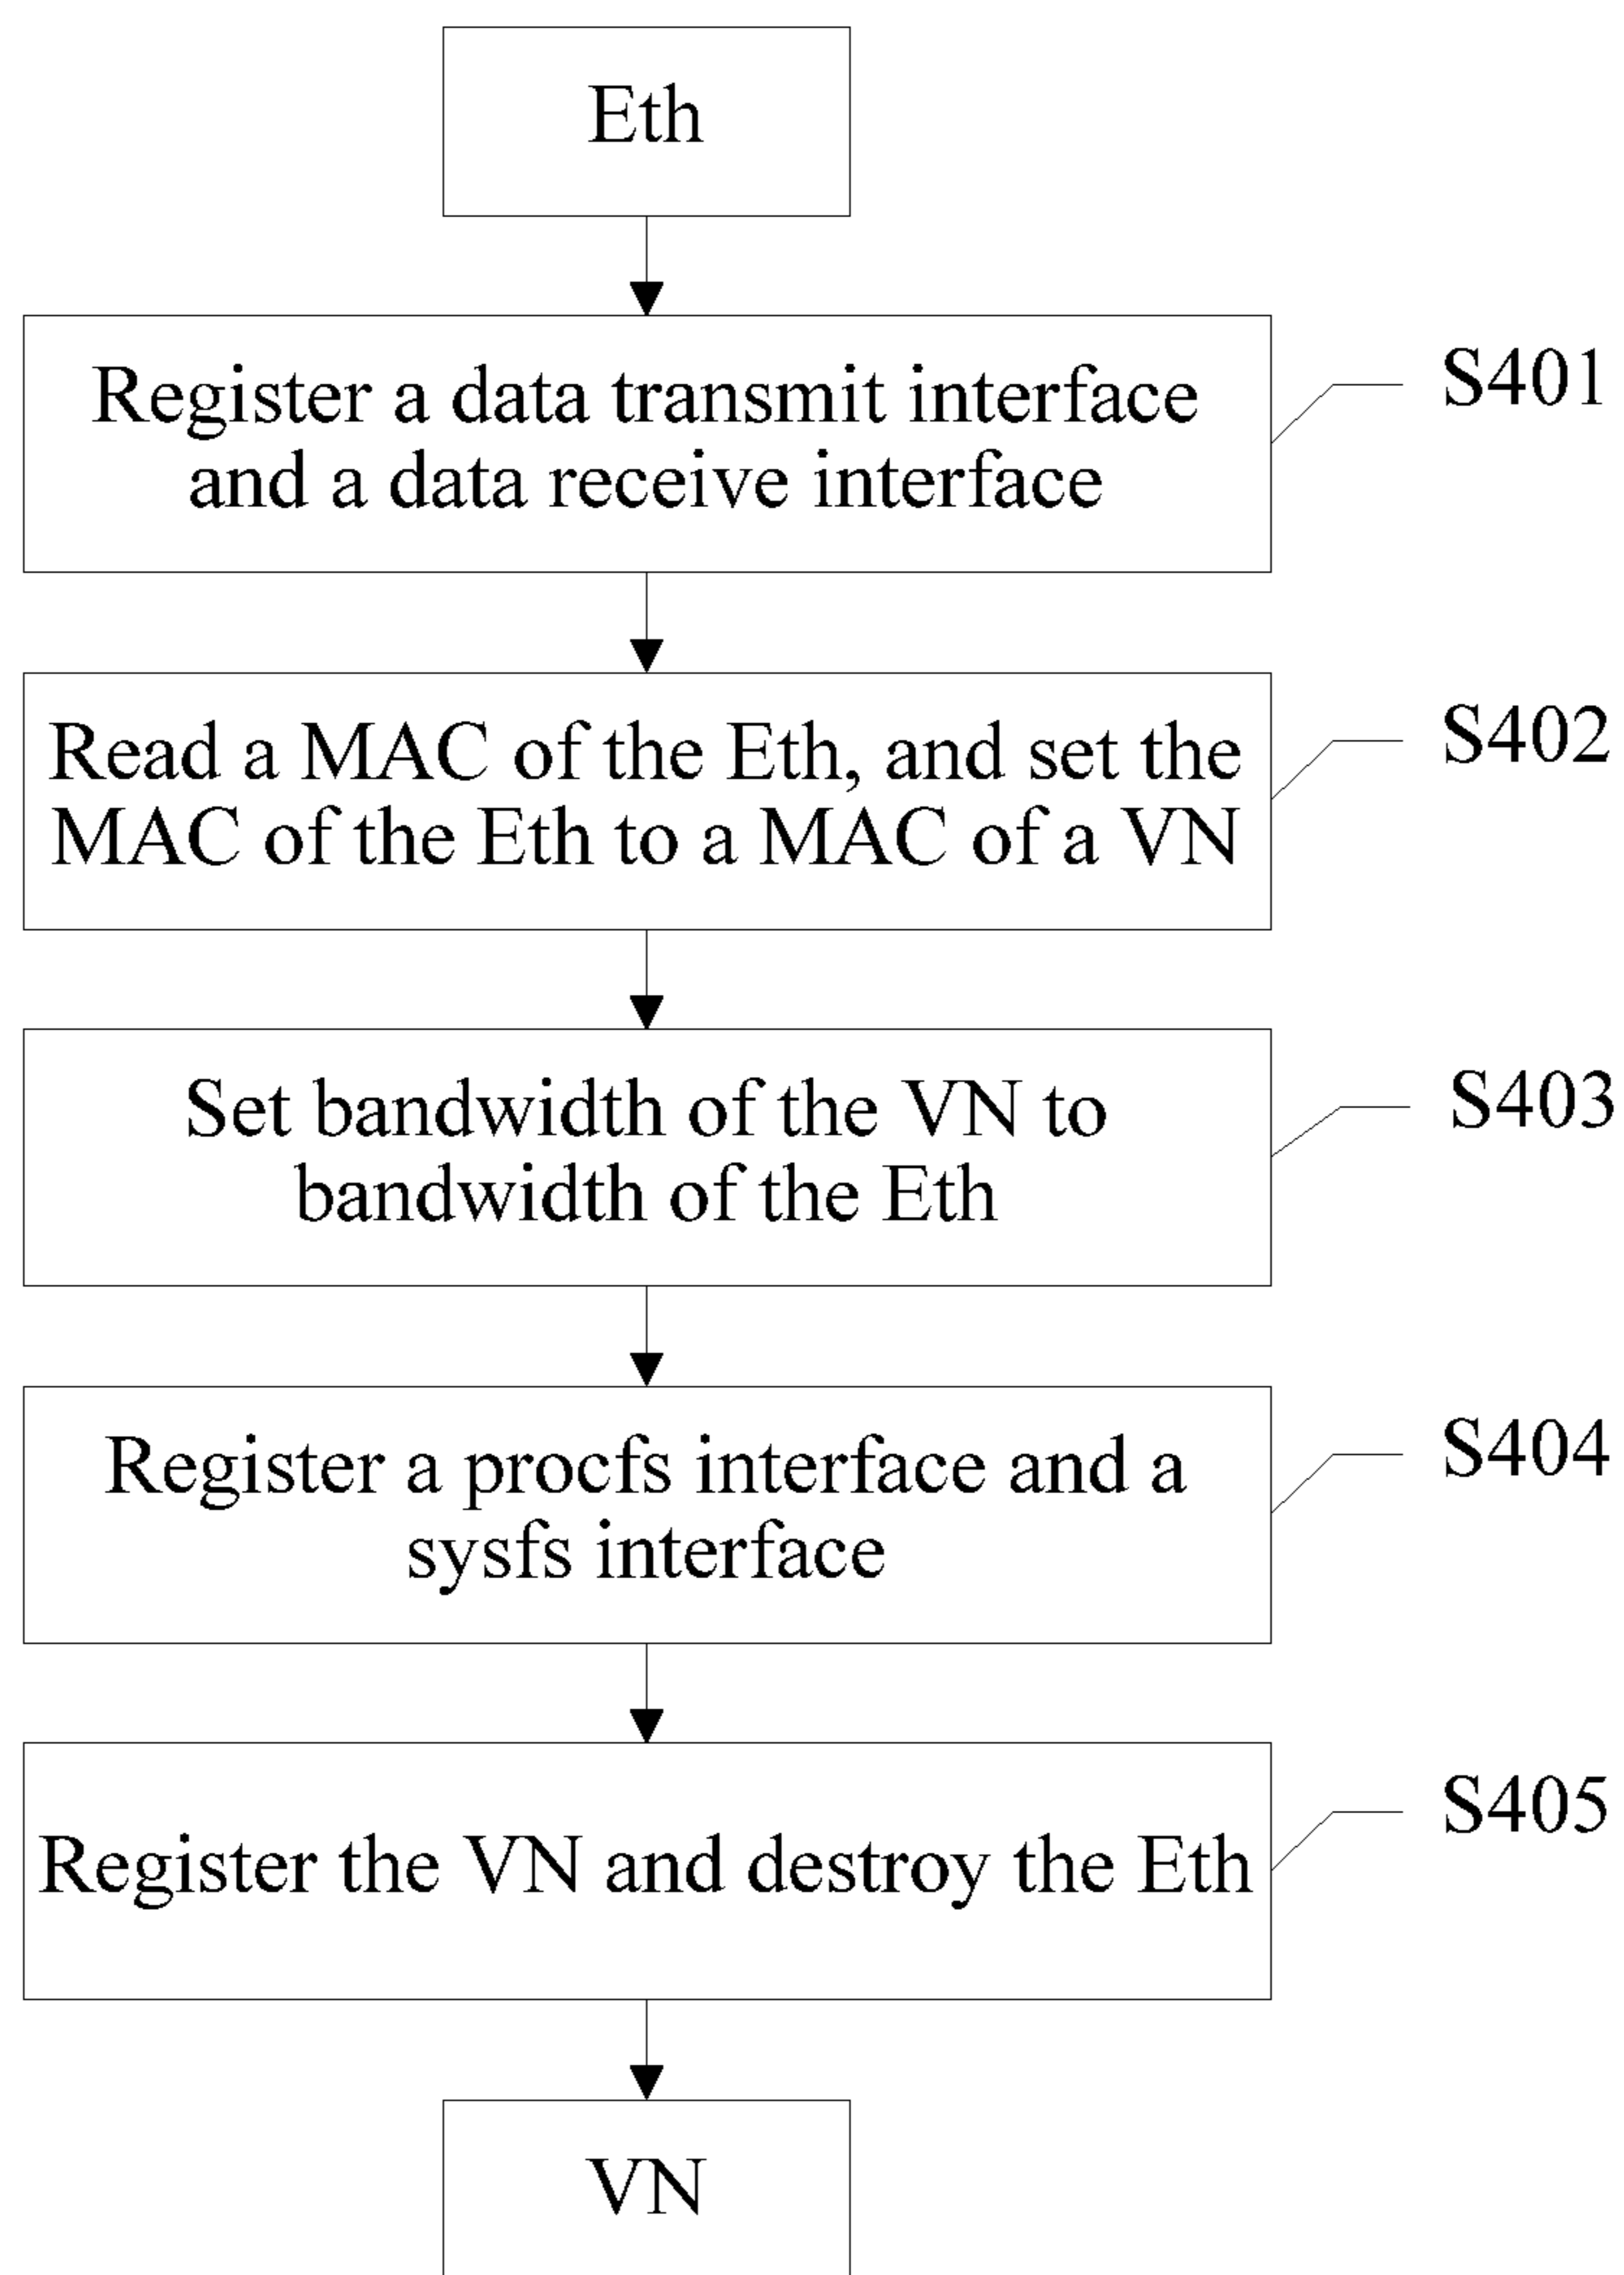 Eth
Register a data transmit interface
and a data receive interface
S401
Read a MAC of the Eth, and set the
MAC of the Eth to a MAC of a VN
S402
Set bandwidth of the VN to
bandwidth of the Eth
S403
Register a procfs interface and a
sysfs interface
S404
Register the VN and destroy the Eth
S405
VN